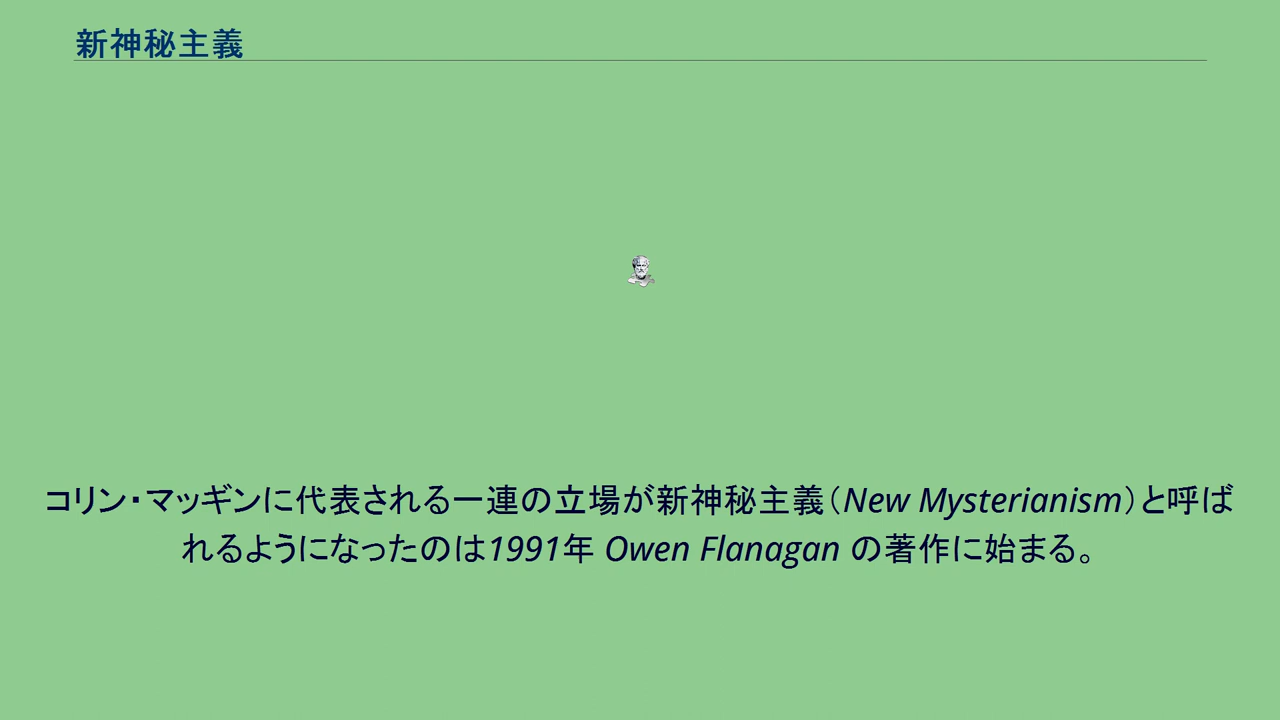 新神秘主義
コリン・マッギンに代表される一連の立場が新神秘主義（New Mysterianism）と呼ば
れるようになったのは1991年 Owen Flanagan の著作に始まる。